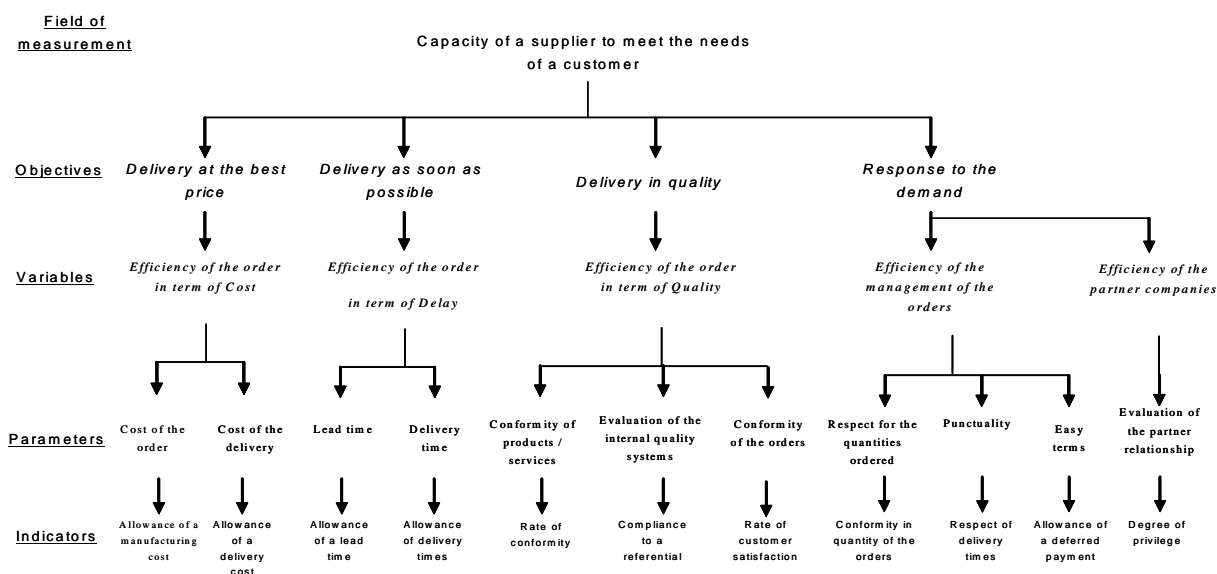 Field of
measurement
Capacity of a supplier to meet the needs
of a customer
Objectives
Delivery at the best
price
Delivery as soon as
possible
Delivery in quality
Response to the
demand
Variables
Efficiency of the order
in term of Cost
Efficiency of the order
in term of Delay
Efficiency of the order
in term of Quality
Efficiency of the
management of the
orders
Efficiency of the
partner companies
Parameters
Cost of the
order
Cost of the
delivery
Lead time
Delivery
time
Conformity of
products /
services
Evaluation of the
internal quality
systems
Conformity
of the orders
Respect for the
quantities
ordered
Punctuality
Easy
terms
Evaluation of
the partner
relationship
Indicators
Allowance of a
manufacturing
cost
Allowance
of a
delivery
cost
Allowance
of a lead
time
Allowance
of delivery
times
Rate of
conformity
Compliance
to a
referential
Rate of
customer
satisfaction
Conformity in
quantity of the
orders
Respect of
delivery
times
Allowance of
a deferred
payment
Degree of
privilege